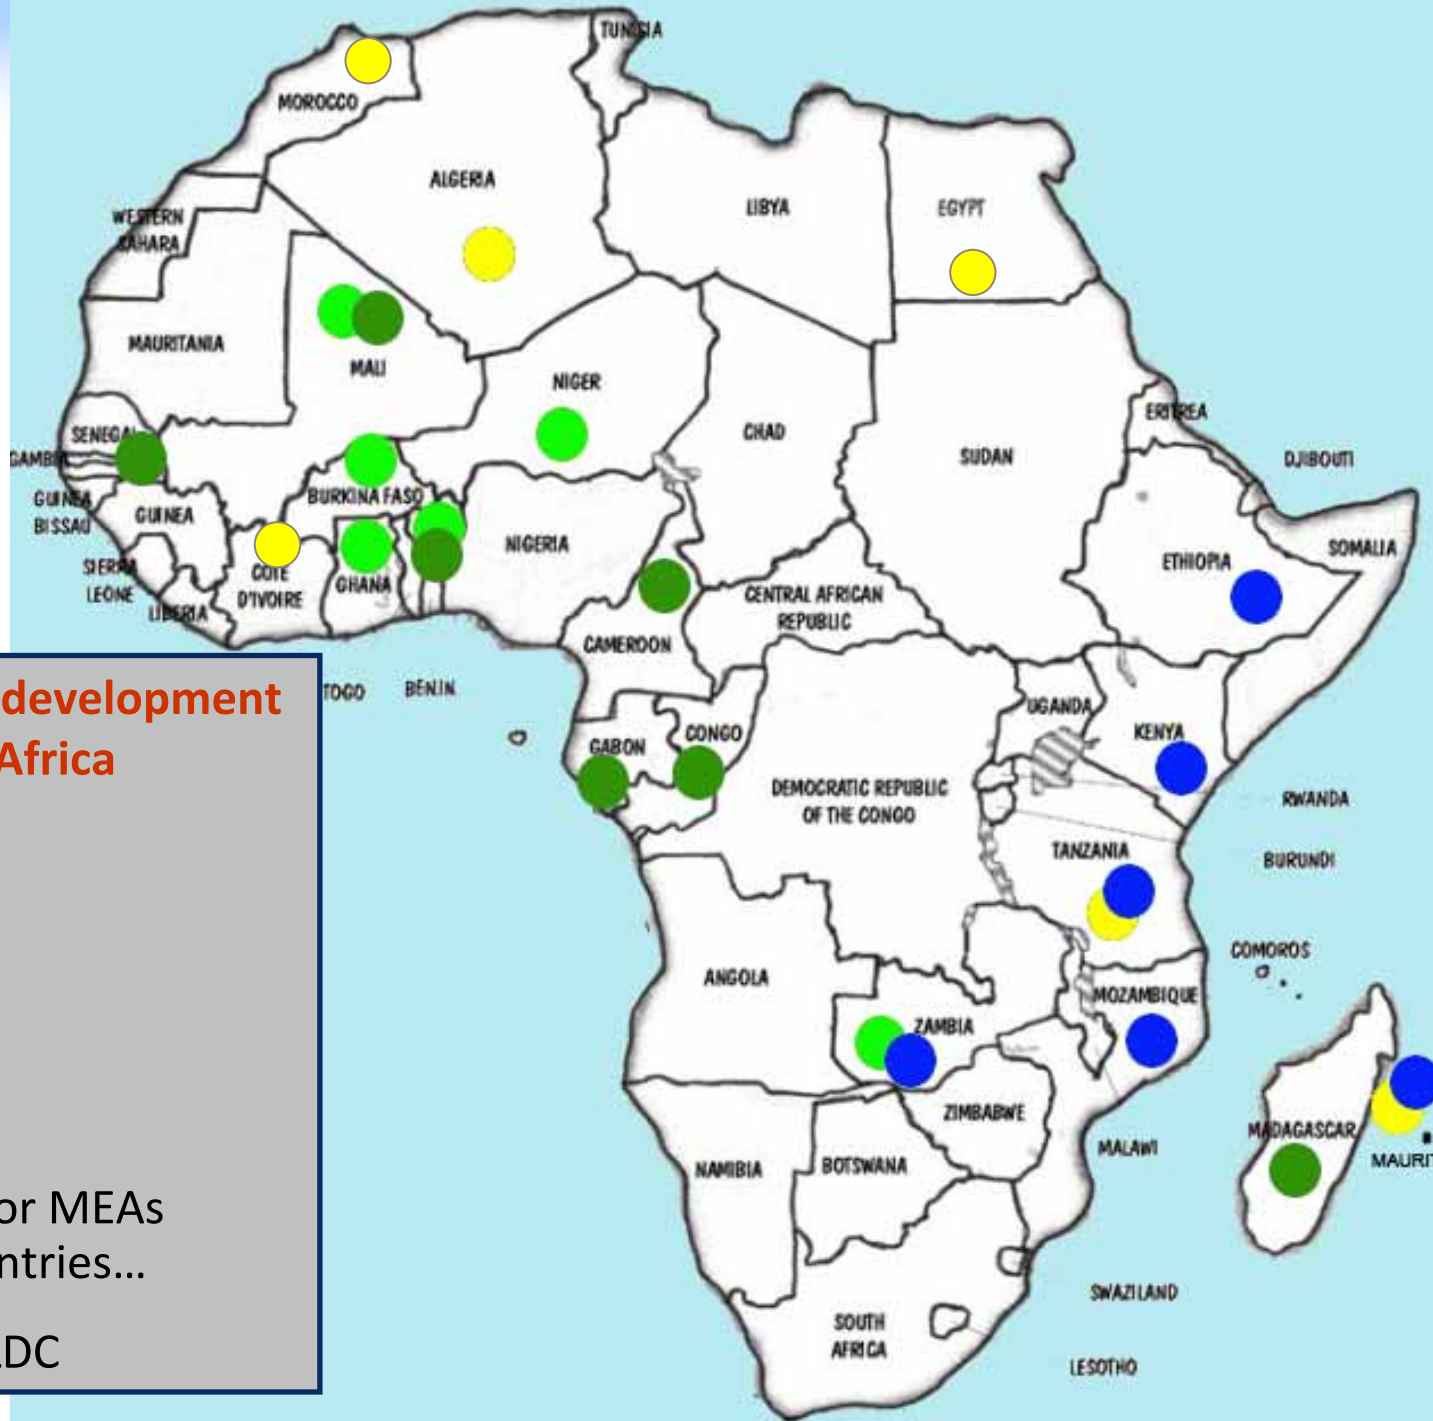 TUNISIA
MOROCCO
ALGERIA
LIBYA
EGYPT
WESTERN
SAHARA
MAURITANIA
MALI
NIGER
CHAD
SUDAN
ERITREA
DJIBOUTI
SENEGAL
GAMBIA
GUINEA
BISSAU
GUINEA
BURKINA FASO
NIGERIA
ETHIOPIA
SOMALIA
SIERRA
LEONE
LIBERIA
COTE
D'IVOIRE
GHANA
CENTRAL AFRICAN
REPUBLIC
CAMEROON
TOGO
BENIN
UGANDA
KENYA
GABON
CONGO
DEMOCRATIC REPUBLIC
OF THE CONGO
RWANDA
TANZANIA
BURUNDI
COMOROS
ANGOLA
MOZAMBIQUE
ZAMBIA
ZIMBABWE
MALAWI
MADAGASCAR
MAURIT
NAMIBIA
BOTSWANA
SWAZILAND
SOUTH
AFRICA
LESOTHO
development
Africa
or MEAs
ntries…
DC